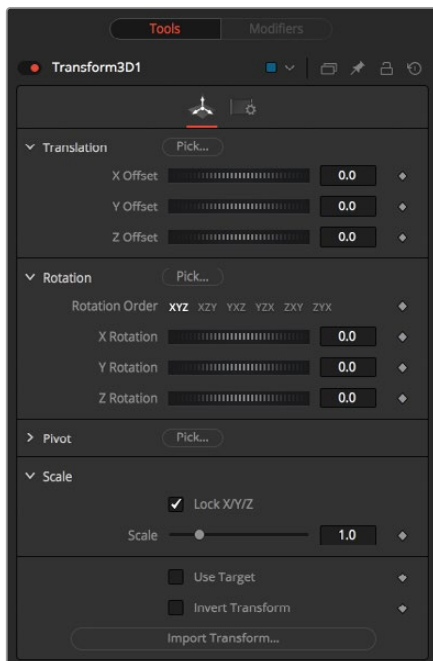 Tools Modifiers
Transform3D1
Translation Pick...
X Offset 0.0
Y Offset 0.0
Z Offset 0.0
Rotation Pick...
Rotation Order XYZ XZY YXZ YZX ZXY ZYX
X Rotation 0.0
Y Rotation 0.0
Z Rotation 0.0
Pivot Pick...
Scale
Lock X/Y/Z
Scale 1.0
Use Target
Invert Transform
Import Transform...